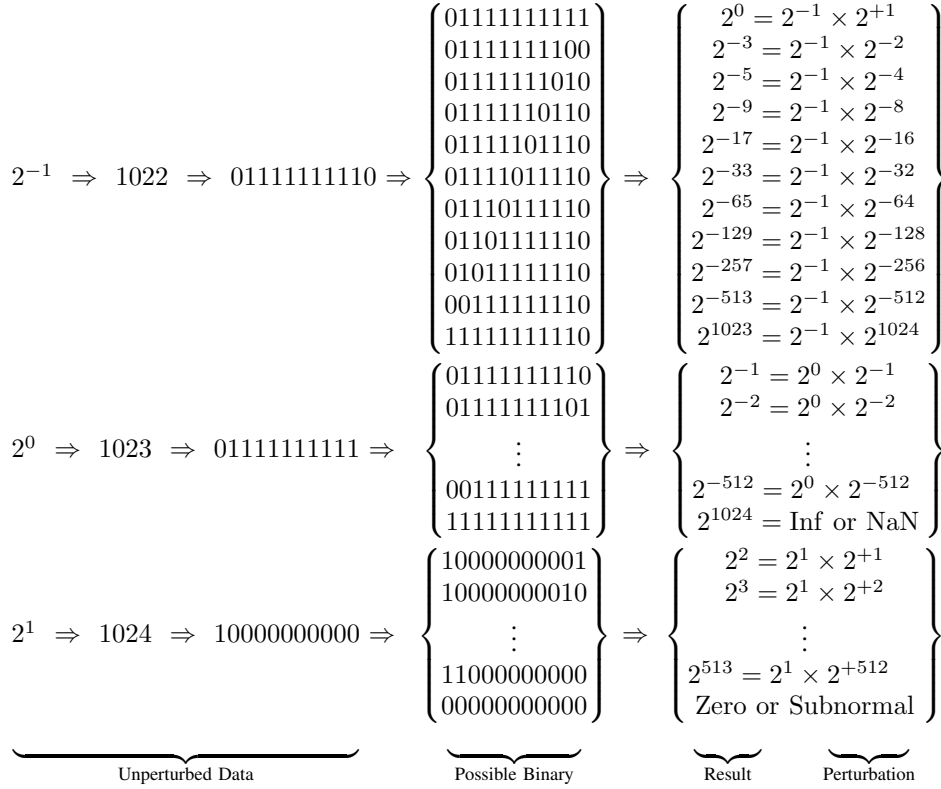 01111111111 2^0 = 2^{-1} × 2^{+1}
01111111100 2^{-3} = 2^{-1} × 2^{-2}
01111111010 2^{-5} = 2^{-1} × 2^{-4}
01111110110 2^{-9} = 2^{-1} × 2^{-8}
01111101110 2^{-17} = 2^{-1} × 2^{-16}
2^{-1} ⇒ 1022 ⇒ 01111111110 ⇒ 01111011110 ⇒ 2^{-33} = 2^{-1} × 2^{-32}
01110111110 2^{-65} = 2^{-1} × 2^{-64}
01101111110 2^{-129} = 2^{-1} × 2^{-128}
01011111110 2^{-257} = 2^{-1} × 2^{-256}
00111111110 2^{-513} = 2^{-1} × 2^{-512}
11111111110 2^{1023} = 2^{-1} × 2^{1024}
01111111110 2^{-1} = 2^0 × 2^{-1}
01111111101 2^{-2} = 2^0 × 2^{-2}
2^0 ⇒ 1023 ⇒ 01111111111 ⇒ ⋮ ⇒ ⋮
00111111111 2^{-512} = 2^0 × 2^{-512}
11111111111 2^{1024} = Inf or NaN
10000000001 2^2 = 2^1 × 2^{+1}
10000000010 2^3 = 2^1 × 2^{+2}
2^1 ⇒ 1024 ⇒ 10000000000 ⇒ ⋮ ⇒ ⋮
11000000000 2^{513} = 2^1 × 2^{+512}
00000000000 Zero or Subnormal
Unperturbed Data Possible Binary Result Perturbation